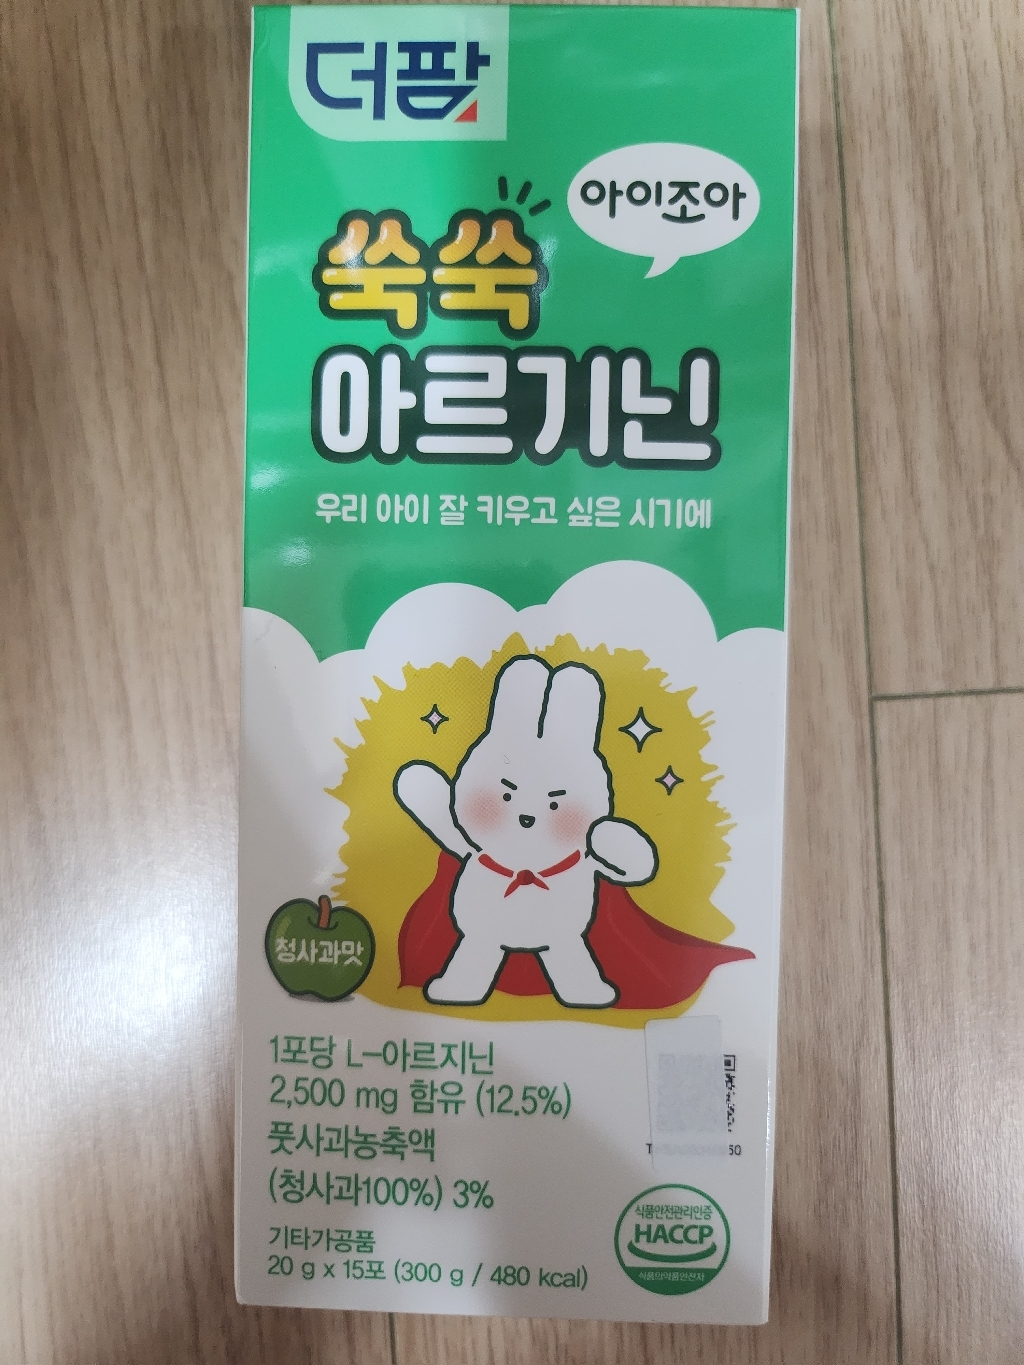 더팜
아이조아
쑥쑥
아르기닌
우리 아이 잘 키우고 싶은 시기에
청사과맛
1포당 L-아르지닌
2,500 mg 함유 (12.5%)
풋사과농축액
(청사과100%) 3%
기타가공품
20 g x 15포 (300 g / 480 kcal)
식품안전관리인증
HACCP
식품의약품안전처